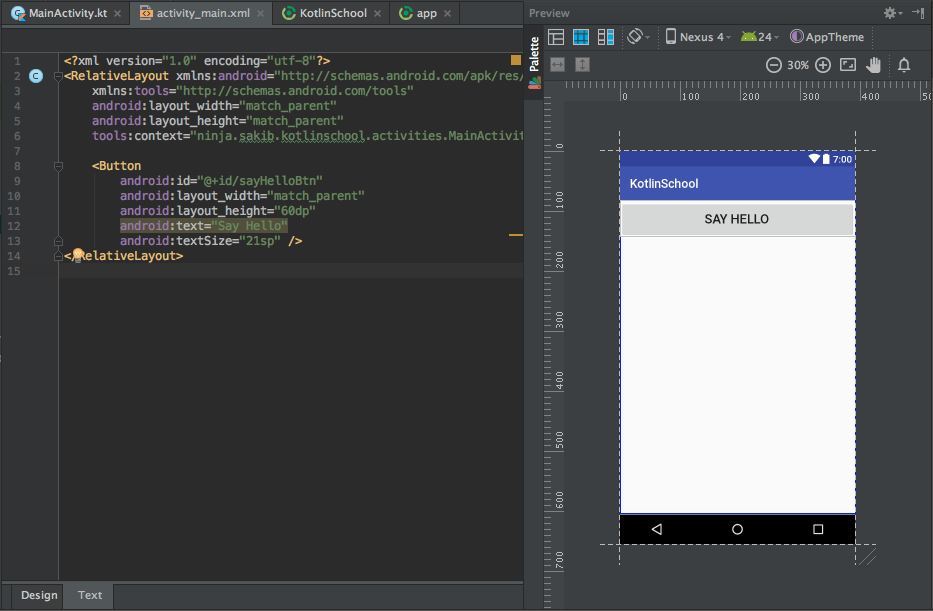 MainActivity.kt
activity_main.xml
KotlinSchool
app
Preview
Palette
Nexus 4
24
AppTheme
30%
1 <?xml version="1.0" encoding="utf-8"?>
2 <RelativeLayout xmlns:android="http://schemas.android.com/apk/res/
3 xmlns:tools="http://schemas.android.com/tools"
4 android:layout_width="match_parent"
5 android:layout_height="match_parent"
6 tools:context="ninja.sakib.kotlinschool.activities.MainActivit
7
8 <Button
9 android:id="@+id/sayHelloBtn"
10 android:layout_width="match_parent"
11 android:layout_height="60dp"
12 android:text="Say Hello"
13 android:textSize="21sp" />
14 </RelativeLayout>
15
0 100 200 300 400
0
100
200
300
400
500
600
700
7:00
KotlinSchool
SAY HELLO
Design Text